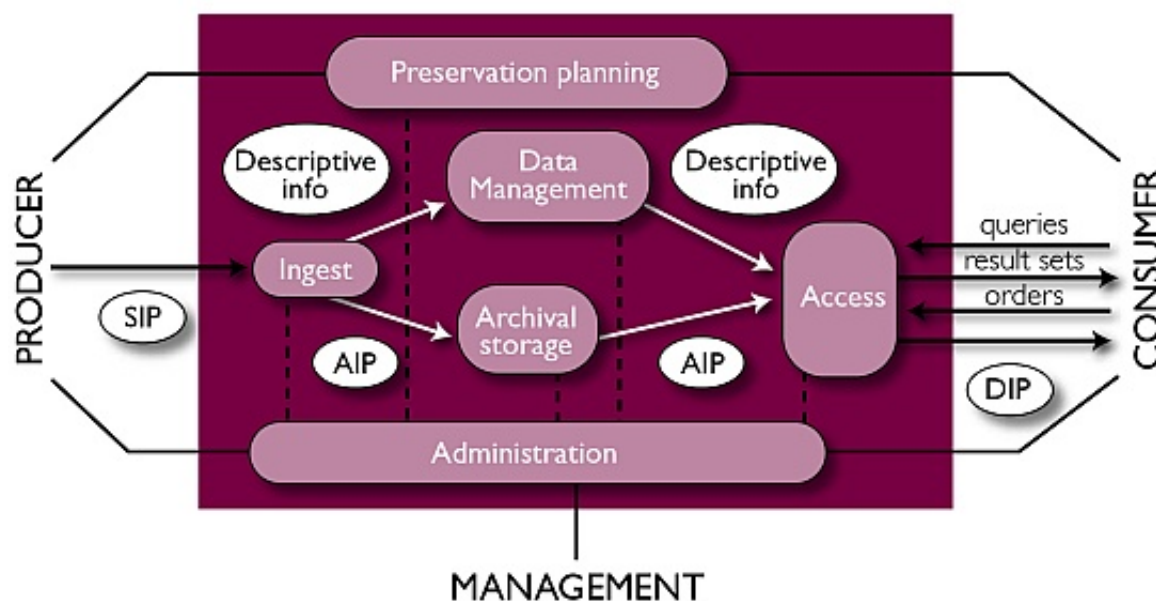 Preservation planning
Descriptive
info
Data
Management
Descriptive
info
PRODUCER
CONSUMER
queries
Ingest
result sets
Access
orders
SIP
Archival
storage
AIP
AIP
DIP
Administration
MANAGEMENT